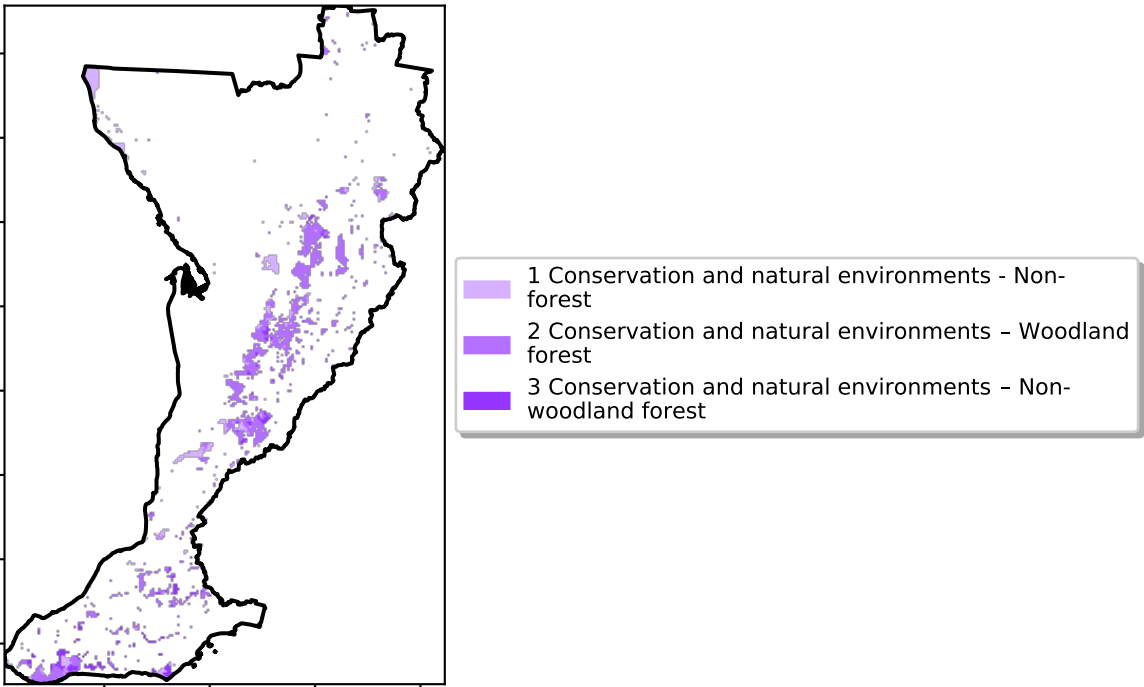 1 Conservation and natural environments - Non-
forest
2 Conservation and natural environments – Woodland
forest
3 Conservation and natural environments – Non-
woodland forest